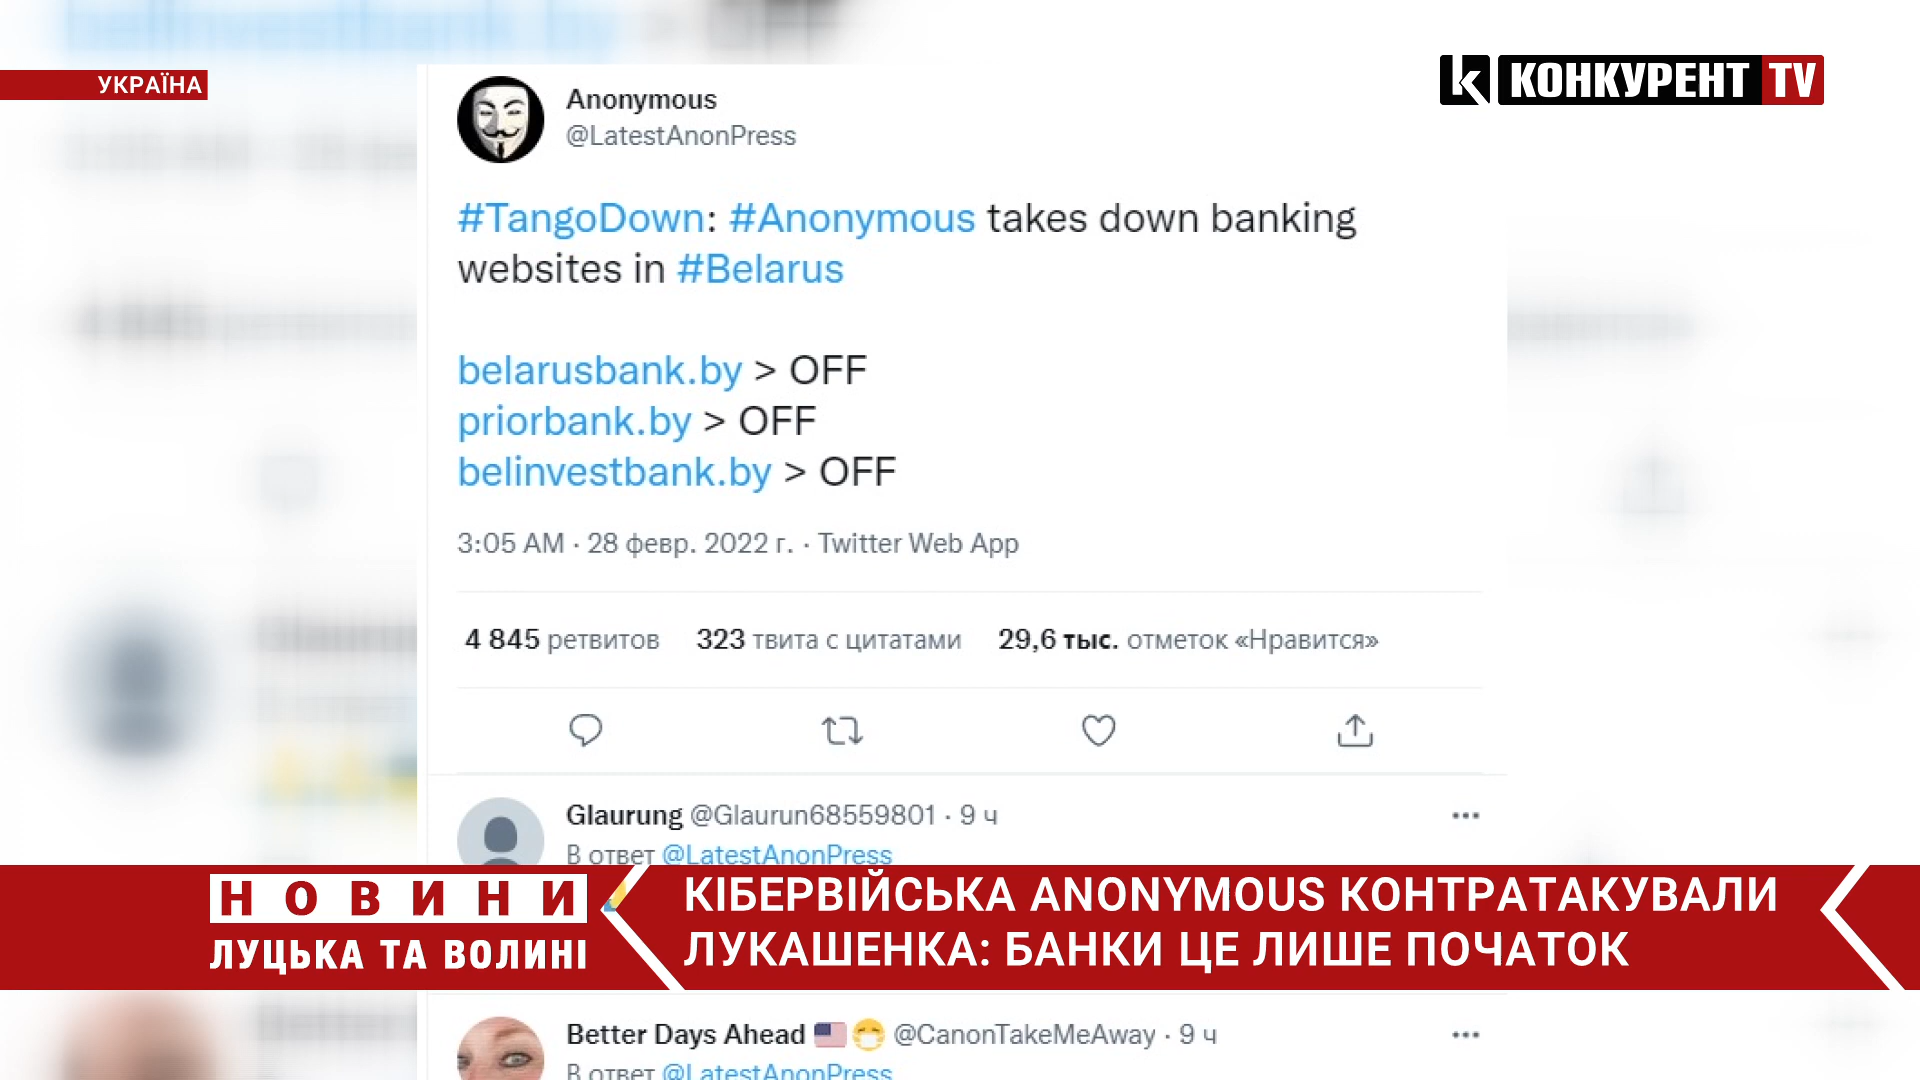 УКРАЇНА
k КОНКУРЕНТ TV
Anonymous
@LatestAnonPress
#TangoDown: #Anonymous takes down banking
websites in #Belarus
belarusbank.by > OFF
priorbank.by > OFF
belinvestbank.by > OFF
3:05 AM · 28 февр. 2022 г. · Twitter Web App
4 845 ретвитов 323 твита с цитатами 29,6 тыс. отметок «Нравится»
Glaurung @Glaurun68559801 · 9 ч
В ответ @LatestAnonPress
НОВИНИ
ЛУЦЬКА ТА ВОЛИНІ
КІБЕРВІЙСЬКА ANONYMOUS КОНТРАТАКУВАЛИ
ЛУКАШЕНКА: БАНКИ ЦЕ ЛИШЕ ПОЧАТОК
Better Days Ahead 🇺🇸😷 @CanonTakeMeAway · 9 ч
В ответ @LatestAnonPress